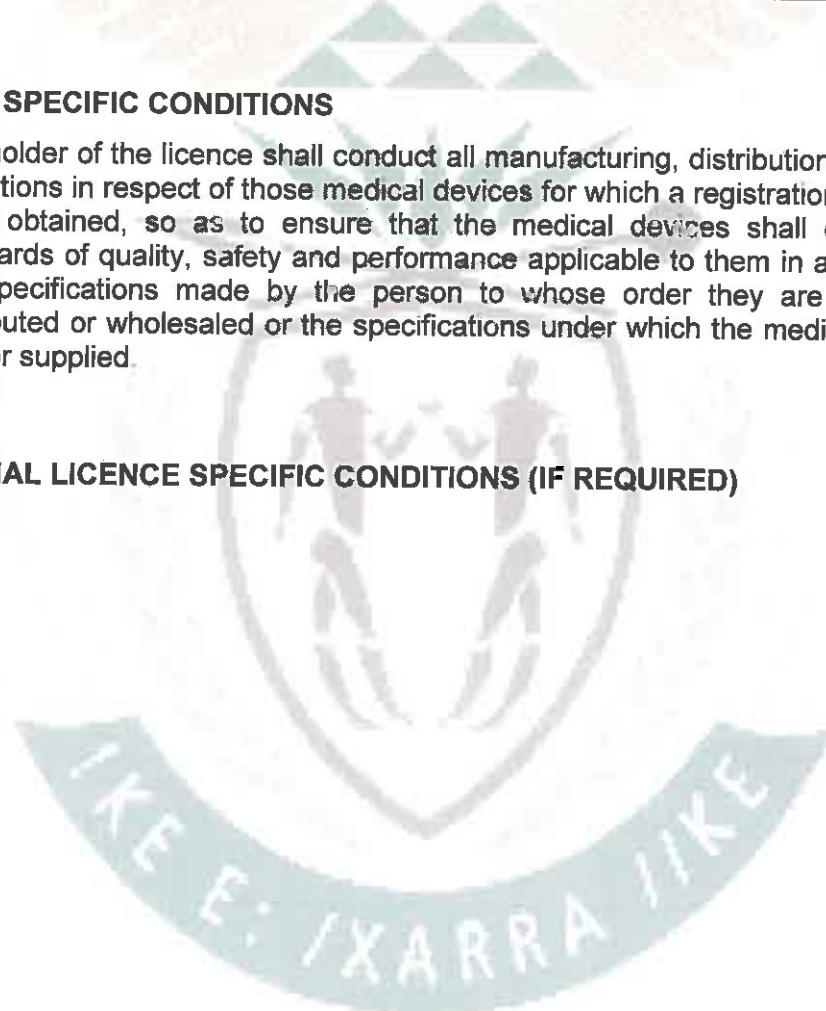 SPECIFIC CONDITIONS
older of the licence shall conduct all manufacturing, distribution
tions in respect of those medical devices for which a registration
obtained, so as to ensure that the medical devices shall
ards of quality, safety and performance applicable to them in a
pecifications made by the person to whose order they are
uted or wholesaled or the specifications under which the medi
r supplied.
AL LICENCE SPECIFIC CONDITIONS (IF REQUIRED)
!KE E: /XARRA //KE